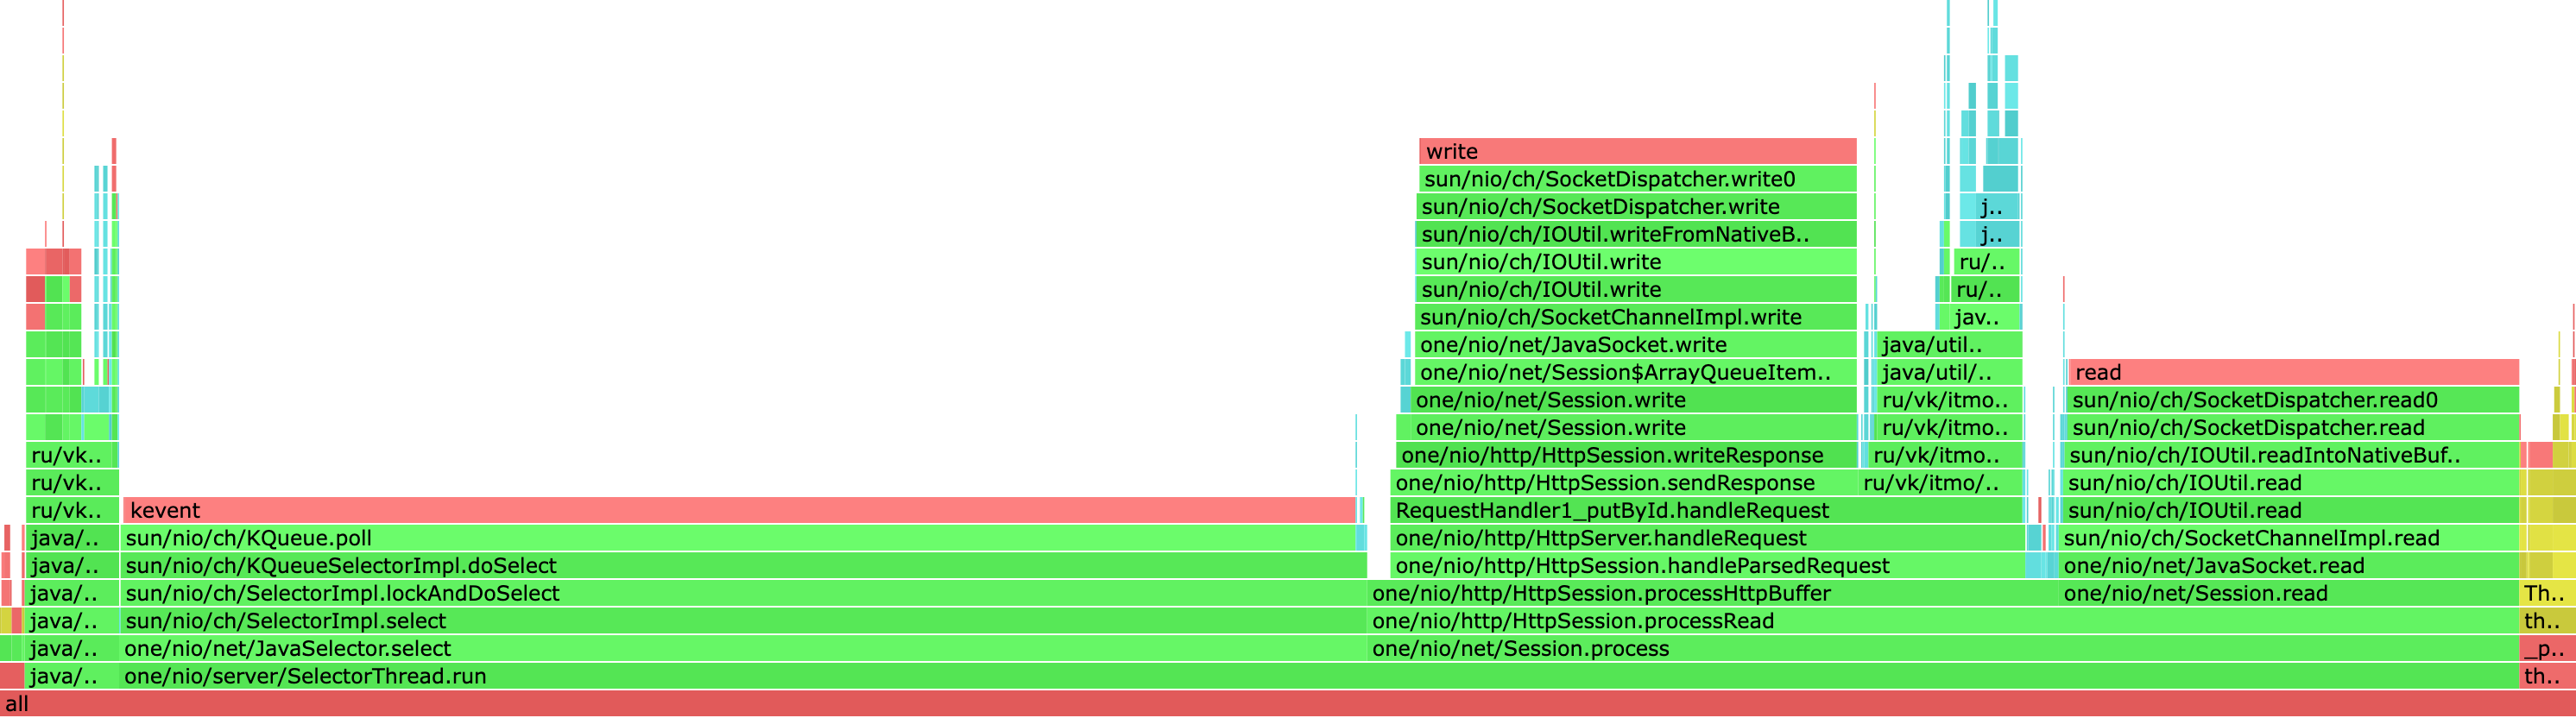 write
sun/nio/ch/SocketDispatcher.write0
sun/nio/ch/SocketDispatcher.write j..
sun/nio/ch/IOUtil.writeFromNativeB.. j..
sun/nio/ch/IOUtil.write ru/..
sun/nio/ch/IOUtil.write ru/..
sun/nio/ch/SocketChannelImpl.write jav..
one/nio/net/JavaSocket.write java/util..
one/nio/net/Session$ArrayQueueItem.. java/util/.. read
one/nio/net/Session.write ru/vk/itmo.. sun/nio/ch/SocketDispatcher.read0
one/nio/net/Session.write ru/vk/itmo.. sun/nio/ch/SocketDispatcher.read
ru/vk.. one/nio/http/HttpSession.writeResponse ru/vk/itmo.. sun/nio/ch/IOUtil.readIntoNativeBuf..
ru/vk.. one/nio/http/HttpSession.sendResponse ru/vk/itmo/.. sun/nio/ch/IOUtil.read
ru/vk.. kevent RequestHandler1_putById.handleRequest sun/nio/ch/IOUtil.read
java/.. sun/nio/ch/KQueue.poll one/nio/http/HttpServer.handleRequest sun/nio/ch/SocketChannelImpl.read
java/.. sun/nio/ch/KQueueSelectorImpl.doSelect one/nio/http/HttpSession.handleParsedRequest one/nio/net/JavaSocket.read
java/.. sun/nio/ch/SelectorImpl.lockAndDoSelect one/nio/http/HttpSession.processHttpBuffer one/nio/net/Session.read Th..
java/.. sun/nio/ch/SelectorImpl.select one/nio/http/HttpSession.processRead th..
java/.. one/nio/net/JavaSelector.select one/nio/net/Session.process _p..
java/.. one/nio/server/SelectorThread.run th..
all